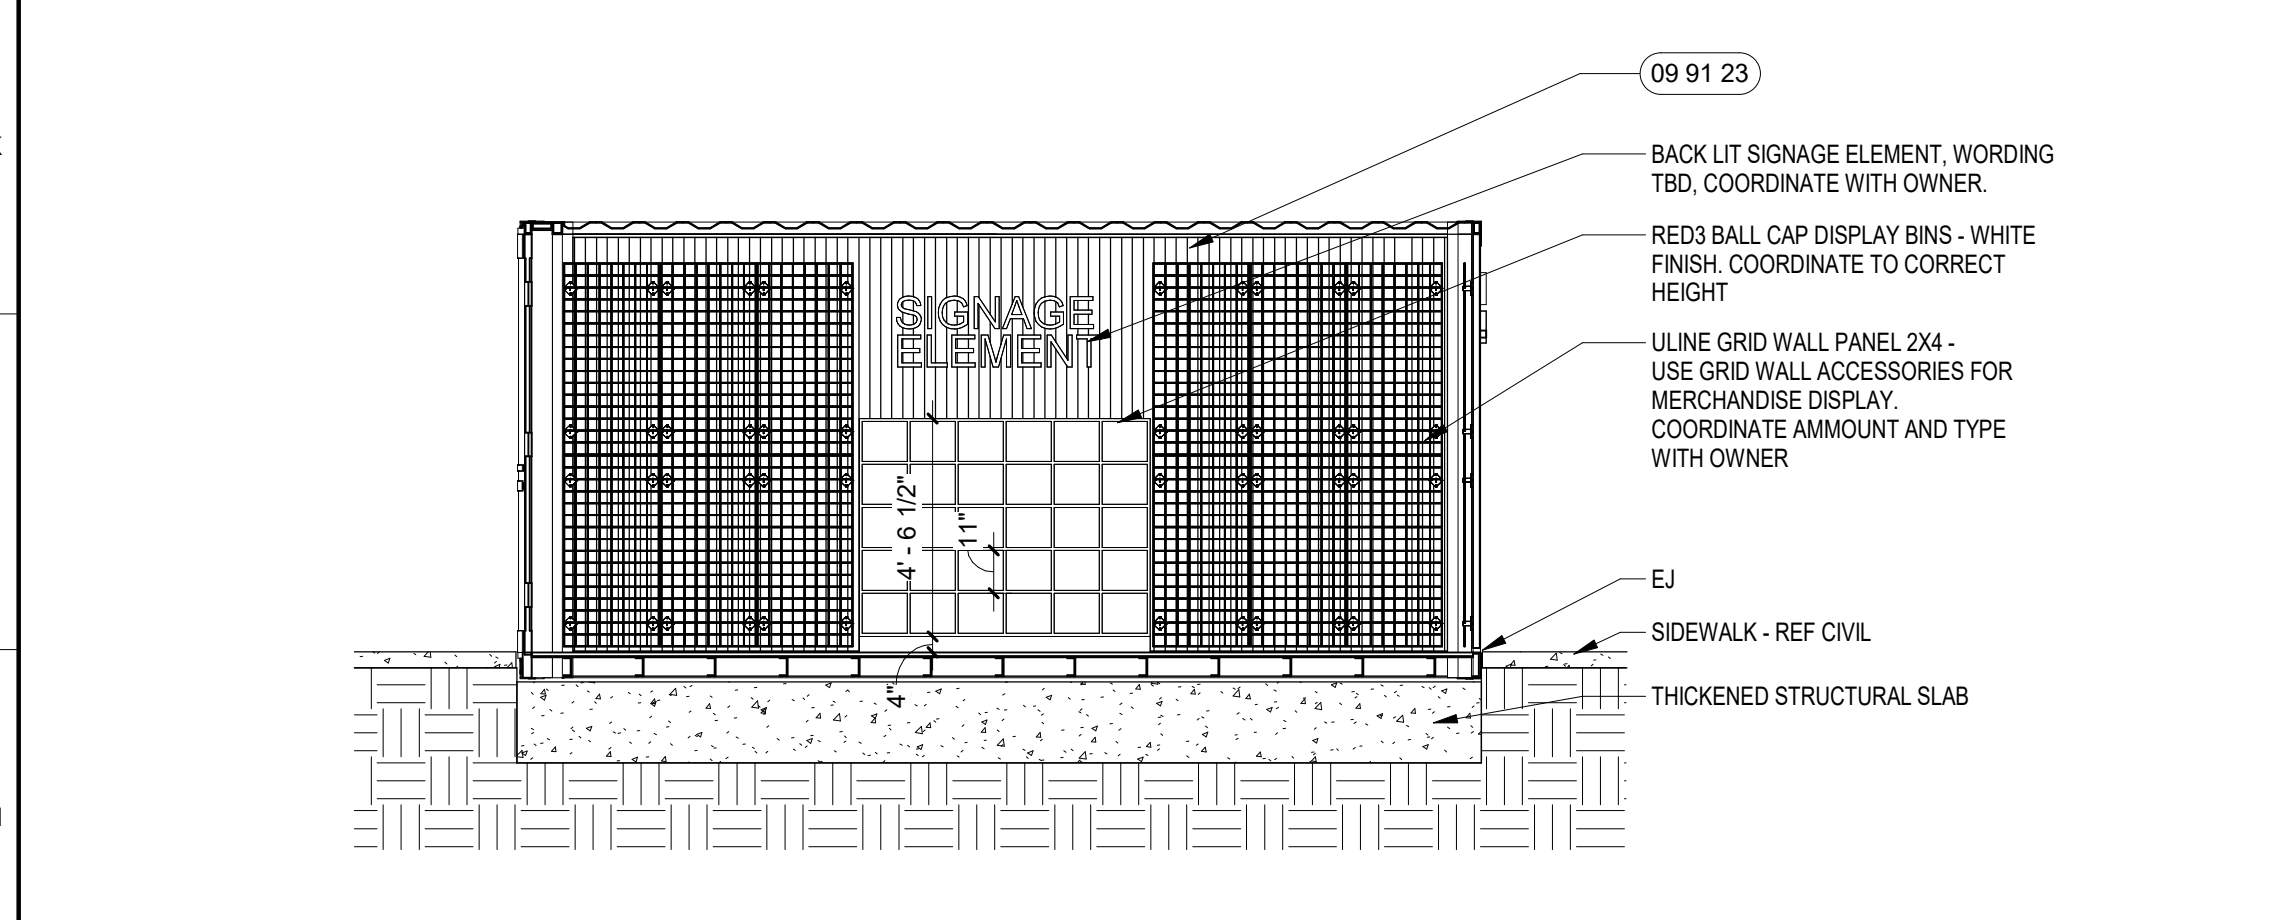 09 91 23
BACK LIT SIGNAGE ELEMENT, WORDING
TBD, COORDINATE WITH OWNER.
RED3 BALL CAP DISPLAY BINS - WHITE
FINISH. COORDINATE TO CORRECT
HEIGHT
ULINE GRID WALL PANEL 2X4 -
USE GRID WALL ACCESSORIES FOR
MERCHANDISE DISPLAY.
COORDINATE AMMOUNT AND TYPE
WITH OWNER
SIGNAGE
ELEMENT
4' - 6 1/2"
11"
4"
EJ
SIDEWALK - REF CIVIL
THICKENED STRUCTURAL SLAB